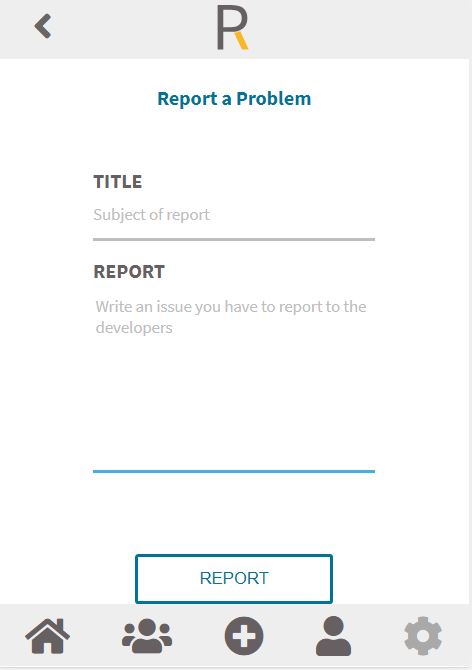 R
Report a Problem
TITLE
Subject of report
REPORT
Write an issue you have to report to the
developers
REPORT